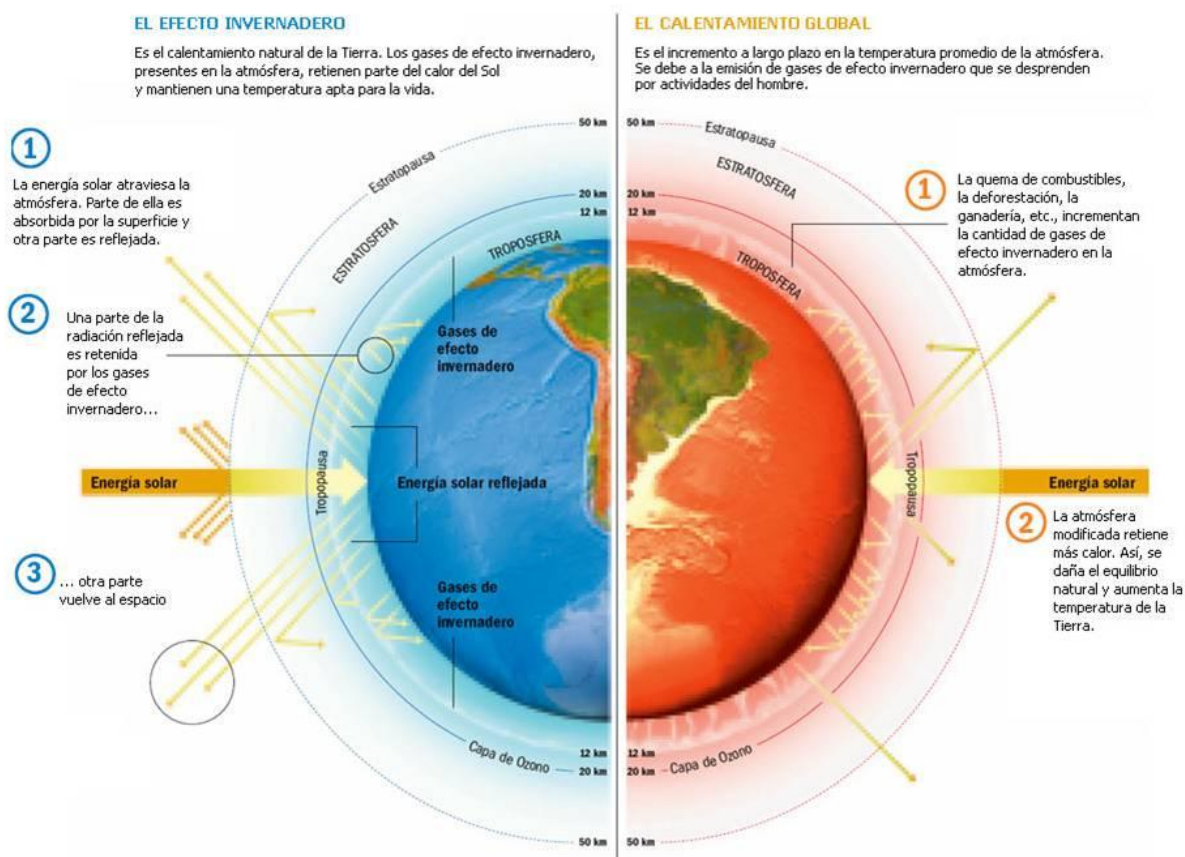 EL EFECTO INVERNADERO
Es el calentamiento natural de la Tierra. Los gases de efecto invernadero,
presentes en la atmósfera, retienen parte del calor del Sol
y mantienen una temperatura apta para la vida.
50 km
Estratopausa
20 km
12 km
ESTRATOSFERA
TROPOSFERA
1
La energía solar atraviesa la
atmósfera. Parte de ella es
absorbida por la superficie y
otra parte es reflejada.
2
Una parte de la
radiación reflejada
es retenida
por los gases
de efecto
invernadero...
Gases de
efecto
invernadero
Energía solar
Tropopausa
Energía solar reflejada
3
... otra parte
vuelve al espacio
Gases de
efecto
invernadero
Capa de Ozono
12 km
20 km
50 km
EL CALENTAMIENTO GLOBAL
Es el incremento a largo plazo en la temperatura promedio de la atmósfera.
Se debe a la emisión de gases de efecto invernadero que se desprenden
por actividades del hombre.
50 km
Estratopausa
ESTRATOSFERA
20 km
12 km
TROPOSFERA
1
La quema de combustibles,
la deforestación, la
ganadería, etc., incrementan
la cantidad de gases de
efecto invernadero en la
atmósfera.
Tropopausa
Energía solar
2
La atmósfera
modificada retiene
más calor. Así, se
daña el equilibrio
natural y aumenta la
temperatura de la
Tierra.
12 km
20 km
Capa de Ozono
50 km